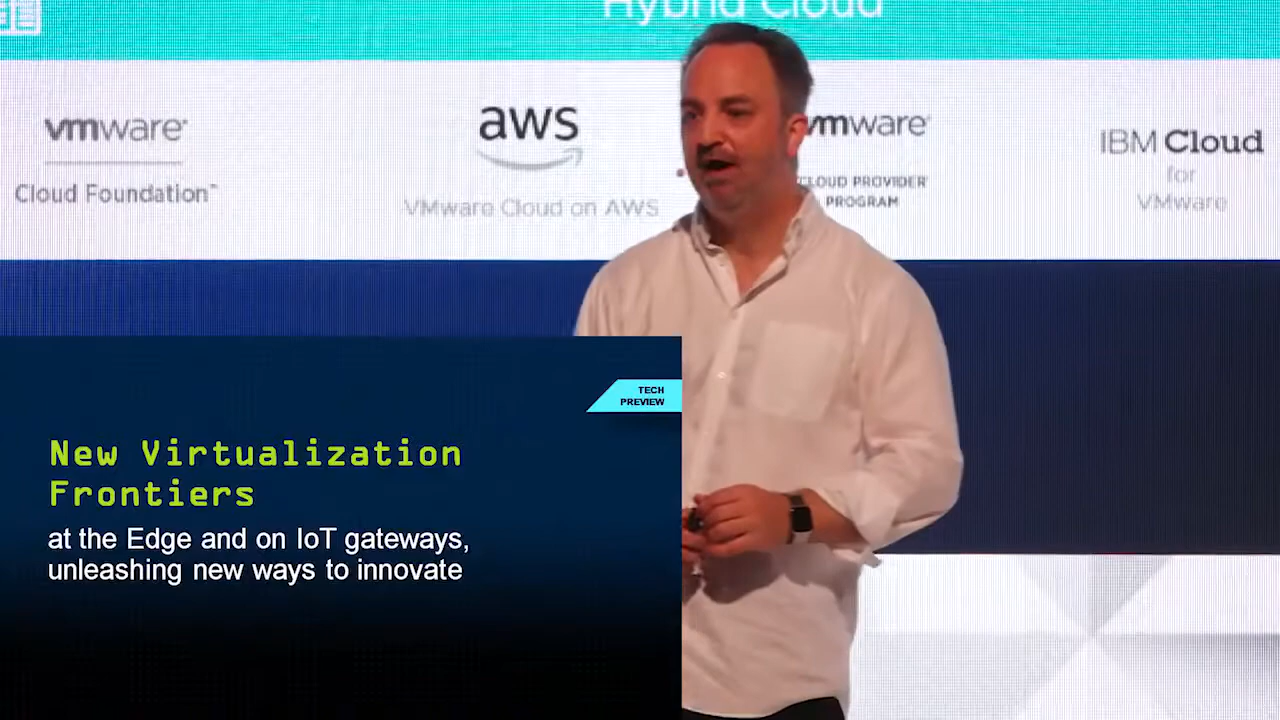 Hybrid Cloud
vmware®
Cloud Foundation™
aws
VMware Cloud on AWS
vmware®
CLOUD PROVIDER
PROGRAM
IBM Cloud
for
VMware
TECH
PREVIEW
New Virtualization
Frontiers
at the Edge and on IoT gateways,
unleashing new ways to innovate